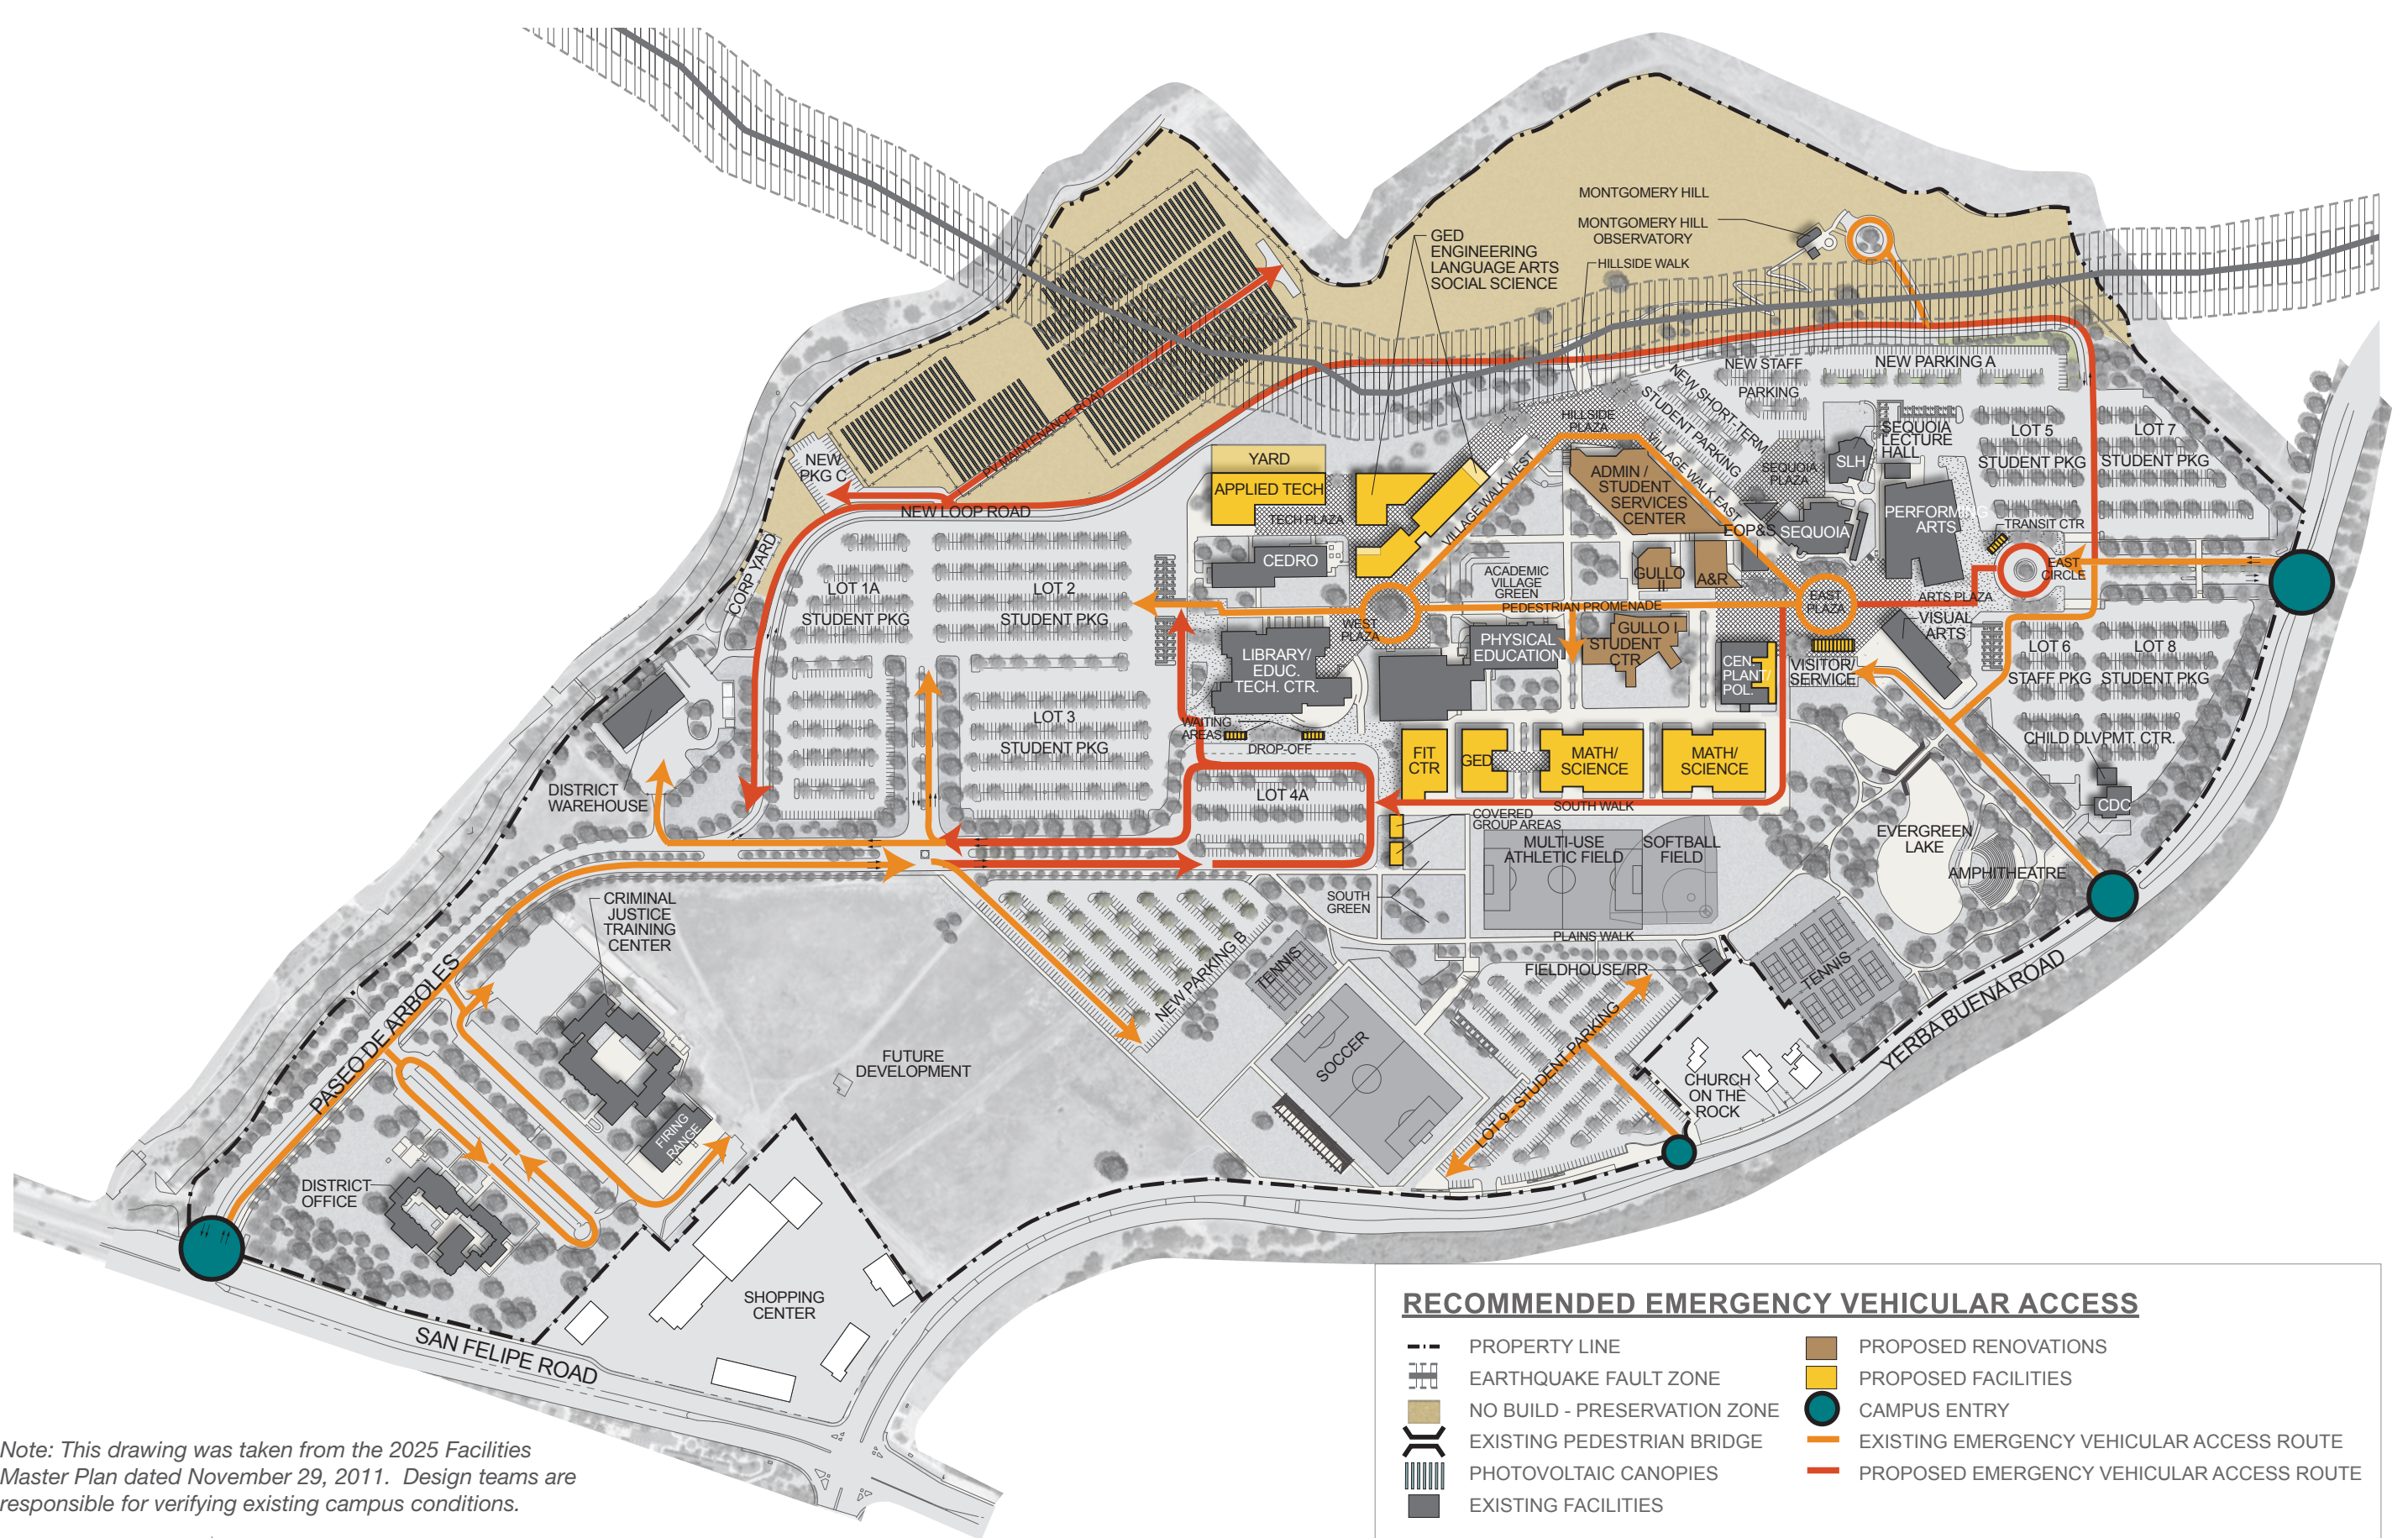 MONTGOMERY HILL
MONTGOMERY HILL
OBSERVATORY
HILLSIDE WALK
GED
ENGINEERING
LANGUAGE ARTS
SOCIAL SCIENCE
NEW STAFF
PARKING
NEW PARKING A
NEW SHORT-TERM
STUDENT PARKING
HILLSIDE
PLAZA
VILLAGE WALK EAST
VILLAGE WALK WEST
SEQUOIA
PLAZA
SLH
SEQUOIA
LECTURE
HALL
LOT 5
STUDENT PKG
LOT 7
STUDENT PKG
NEW
PKG C
PV MAINTENANCE ROAD
NEW LOOP ROAD
CORP YARD
YARD
APPLIED TECH
TECH PLAZA
CEDRO
ADMIN /
STUDENT
SERVICES
CENTER
EOP&S
SEQUOIA
PERFORMING
ARTS
TRANSIT CTR
EAST
CIRCLE
ARTS PLAZA
GULLO
II
A&R
ACADEMIC
VILLAGE
GREEN
PEDESTRIAN PROMENADE
EAST
PLAZA
WEST
PLAZA
LOT 1A
STUDENT PKG
LOT 2
STUDENT PKG
LIBRARY/
EDUC.
TECH. CTR.
PHYSICAL
EDUCATION
GULLO I
STUDENT
CTR
CEN.
PLANT/
POL.
VISITOR/
SERVICE
VISUAL
ARTS
LOT 6
STAFF PKG
LOT 8
STUDENT PKG
LOT 3
STUDENT PKG
WAITING
AREAS
DROP-OFF
FIT
CTR
GED
MATH/
SCIENCE
MATH/
SCIENCE
CHILD DLVPMT. CTR.
CDC
DISTRICT
WAREHOUSE
LOT 4A
SOUTH WALK
COVERED
GROUP AREAS
MULTI-USE
ATHLETIC FIELD
SOFTBALL
FIELD
EVERGREEN
LAKE
AMPHITHEATRE
CRIMINAL
JUSTICE
TRAINING
CENTER
SOUTH
GREEN
PLAINS WALK
NEW PARKING B
TENNIS
FIELDHOUSE/RR
TENNIS
YERBA BUENA ROAD
PASEO DE ARBOLES
FUTURE
DEVELOPMENT
SOCCER
LOT 9 - STUDENT PARKING
CHURCH
ON THE
ROCK
FIRING
RANGE
DISTRICT
OFFICE
SHOPPING
CENTER
SAN FELIPE ROAD
RECOMMENDED EMERGENCY VEHICULAR ACCESS
PROPERTY LINE
EARTHQUAKE FAULT ZONE
NO BUILD - PRESERVATION ZONE
EXISTING PEDESTRIAN BRIDGE
PHOTOVOLTAIC CANOPIES
EXISTING FACILITIES
PROPOSED RENOVATIONS
PROPOSED FACILITIES
CAMPUS ENTRY
EXISTING EMERGENCY VEHICULAR ACCESS ROUTE
PROPOSED EMERGENCY VEHICULAR ACCESS ROUTE
Note: This drawing was taken from the 2025 Facilities
Master Plan dated November 29, 2011. Design teams are
responsible for verifying existing campus conditions.